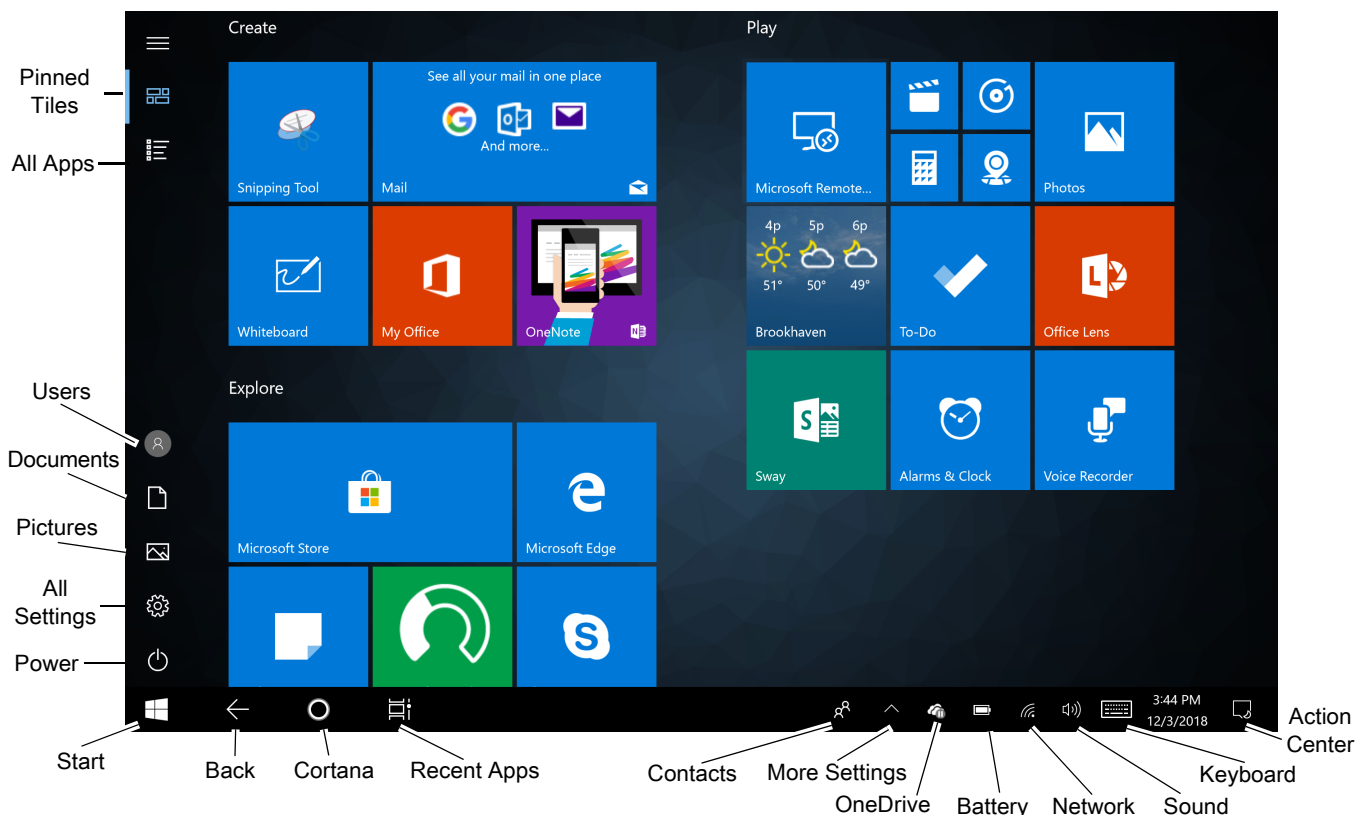 Create
Play
Pinned
Tiles
All Apps
See all your mail in one place
And more...
Snipping Tool
Mail
Microsoft Remote...
Photos
4p 5p 6p
51° 50° 49°
Whiteboard
My Office
OneNote
N
Brookhaven
To-Do
L
Office Lens
Explore
Users
Documents
Pictures
All
Settings
Power
S
Sway
Alarms & Clock
Voice Recorder
Microsoft Store
Microsoft Edge
S
3:44 PM
12/3/2018
Start
Back
Cortana
Recent Apps
Contacts
More Settings
OneDrive
Battery
Network
Sound
Keyboard
Action
Center